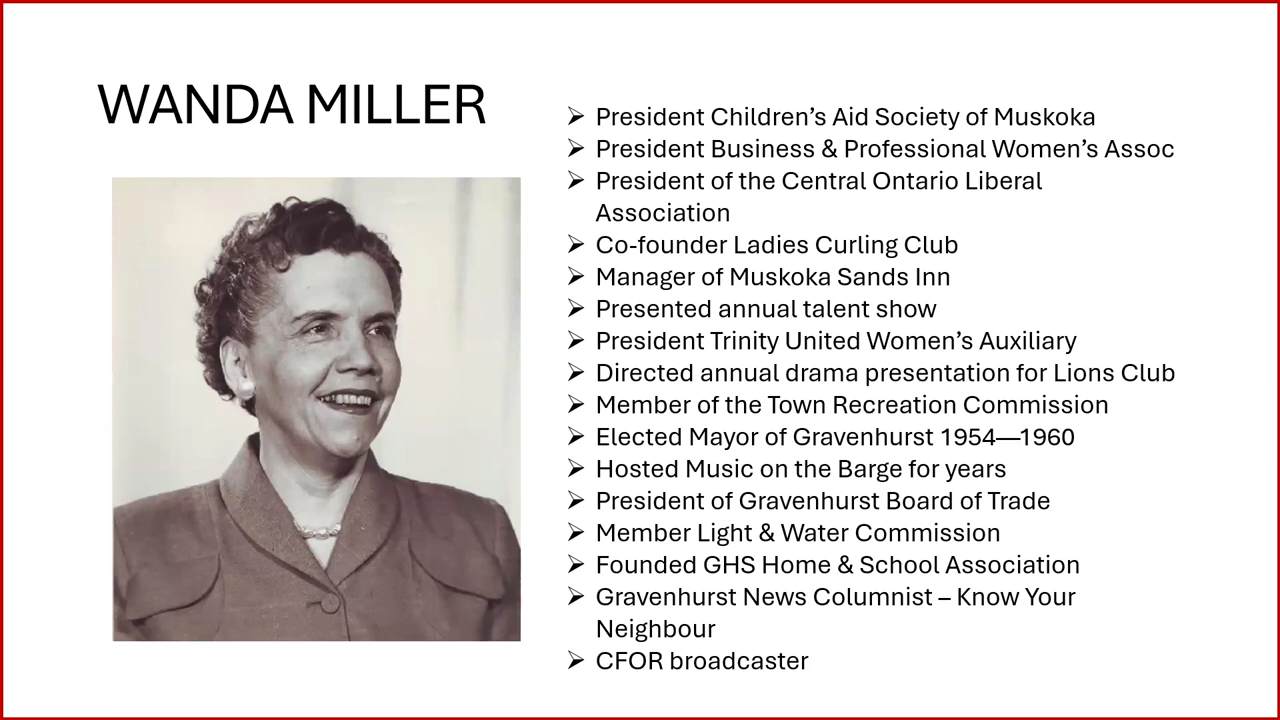 WANDA MILLER
➢ President Children’s Aid Society of Muskoka
➢ President Business & Professional Women’s Assoc
➢ President of the Central Ontario Liberal
Association
➢ Co-founder Ladies Curling Club
➢ Manager of Muskoka Sands Inn
➢ Presented annual talent show
➢ President Trinity United Women’s Auxiliary
➢ Directed annual drama presentation for Lions Club
➢ Member of the Town Recreation Commission
➢ Elected Mayor of Gravenhurst 1954—1960
➢ Hosted Music on the Barge for years
➢ President of Gravenhurst Board of Trade
➢ Member Light & Water Commission
➢ Founded GHS Home & School Association
➢ Gravenhurst News Columnist – Know Your
Neighbour
➢ CFOR broadcaster